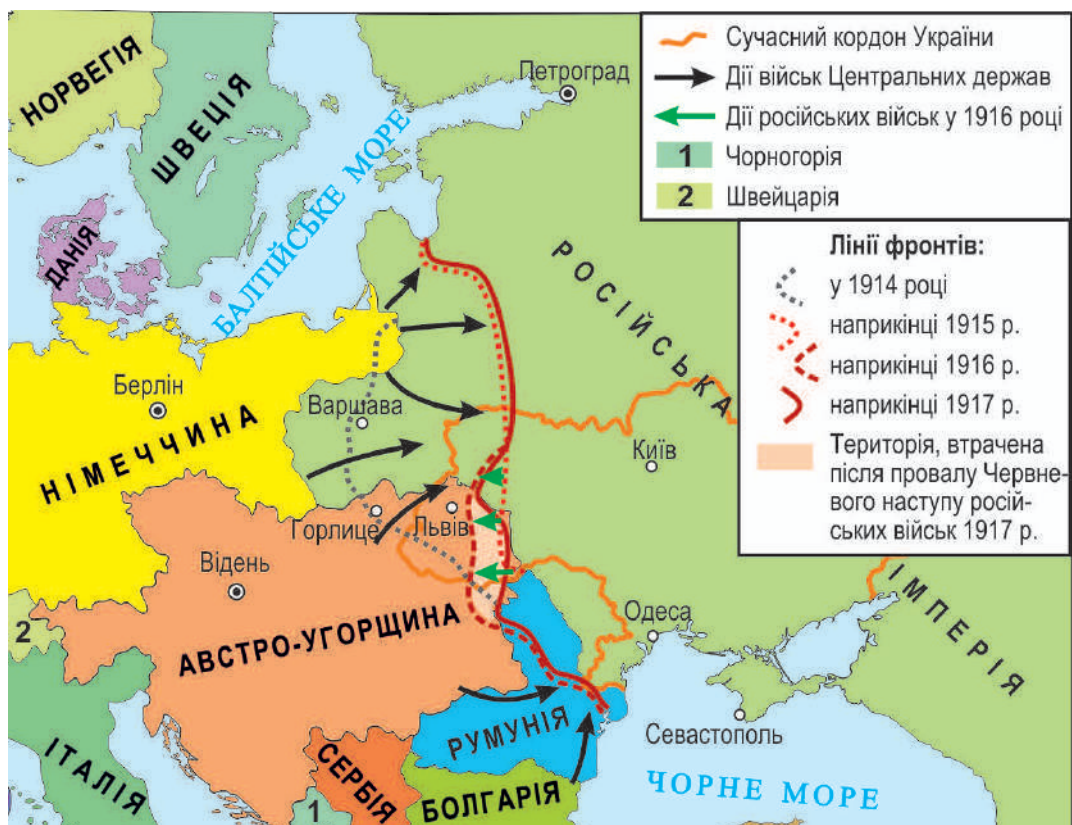 Сучасний кордон України
Дії військ Центральних держав
Дії російських військ у 1916 році
1 Чорногорія
2 Швейцарія
Лінії фронтів:
у 1914 році
наприкінці 1915 р.
наприкінці 1916 р.
наприкінці 1917 р.
Територія, втрачена
після провалу Червне-
вого наступу росій-
ських військ 1917 р.
НОРВЕГІЯ
ШВЕЦІЯ
Петроград
ДАНІЯ
БАЛТІЙСЬКЕ МОРЕ
РОСІЙСЬКА
Берлін
Варшава
НІМЕЧЧИНА
Київ
Горлице
Львів
Відень
ІМПЕРІЯ
2
АВСТРО-УГОРЩИНА
Одеса
Севастополь
РУМУНІЯ
ІТАЛІЯ
СЕРБІЯ
ЧОРНЕ МОРЕ
1
БОЛГАРІЯ